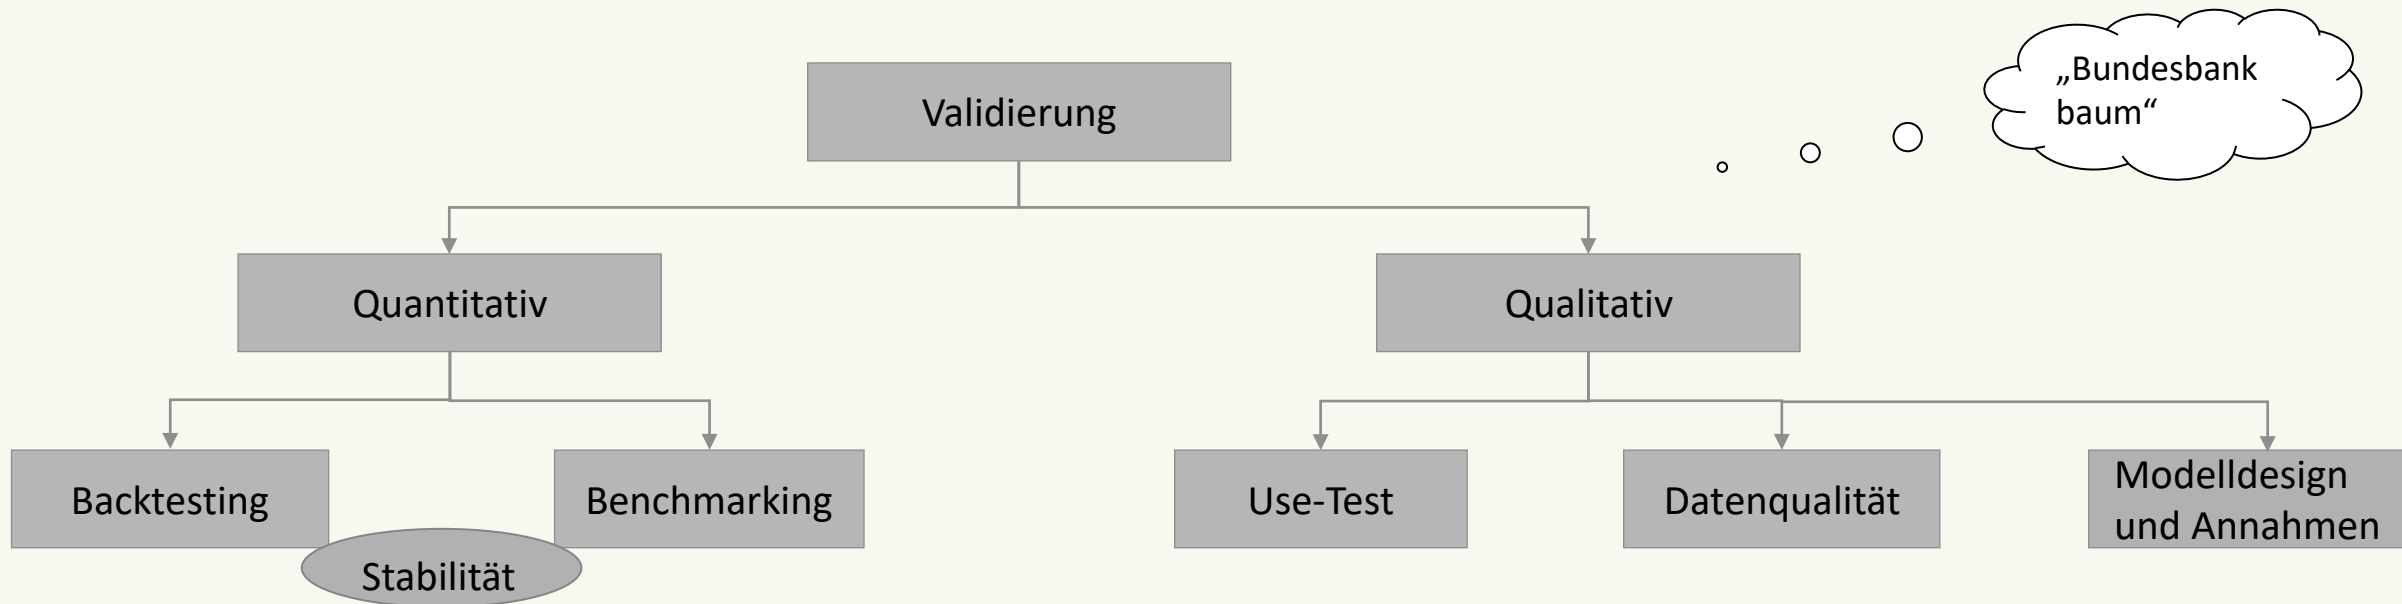 „Bundesbank
baum“
Validierung
Quantitativ
Qualitativ
Backtesting
Benchmarking
Stabilität
Use-Test
Datenqualität
Modelldesign
und Annahmen